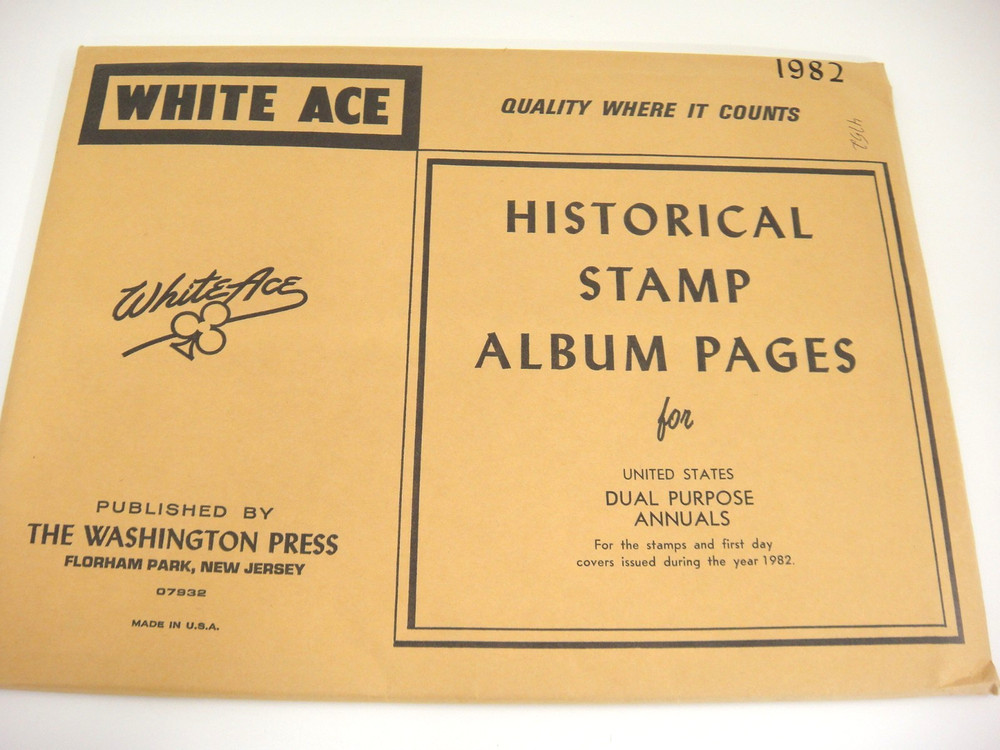 1982
WHITE ACE
QUALITY WHERE IT COUNTS
White Ace
HISTORICAL
STAMP
ALBUM PAGES
for
UNITED STATES
DUAL PURPOSE
ANNUALS
For the stamps and first day
covers issued during the year 1982.
PUBLISHED BY
THE WASHINGTON PRESS
FLORHAM PARK, NEW JERSEY
07932
MADE IN U.S.A.